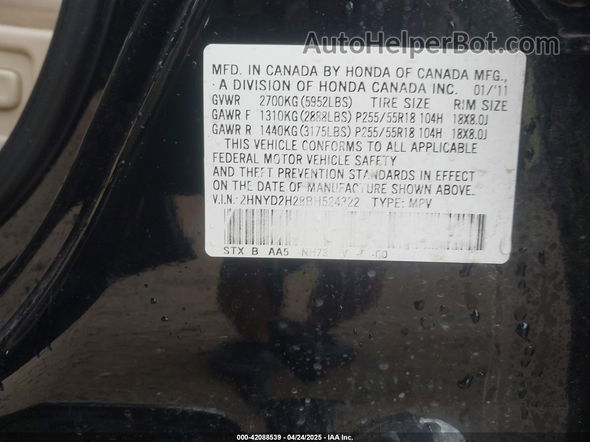 AutoHelperBot.com
MFD. IN CANADA BY HONDA OF CANADA MFG.,
A DIVISION OF HONDA CANADA INC. 01/'11
GVWR 2700KG(5952LBS) TIRE SIZE RIM SIZE
GAWR F 1310KG(2888LBS) P255/55R18 104H 18X8.0J
GAWR R 1440KG(3175LBS) P255/55R18 104H 18X8.0J
THIS VEHICLE CONFORMS TO ALL APPLICABLE
FEDERAL MOTOR VEHICLE SAFETY
AND THEFT PREVENTION STANDARDS IN EFFECT
ON THE DATE OF MANUFACTURE SHOWN ABOVE.
V.I.N.: 2HNYD2H28BH524322 TYPE: MPV
STX B AA5
000-42088539 - 04/24/2025 - IAA Inc.